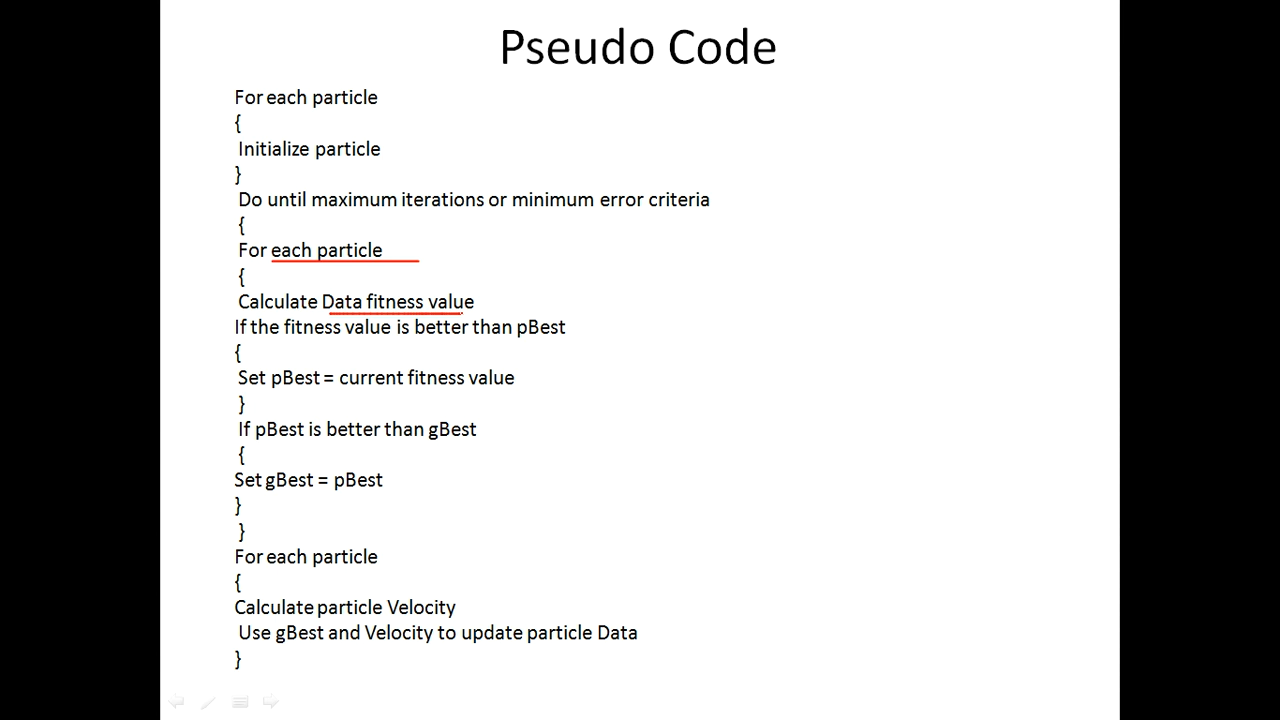 Pseudo Code
For each particle
{
Initialize particle
}
Do until maximum iterations or minimum error criteria
{
For each particle
{
Calculate Data fitness value
If the fitness value is better than pBest
{
Set pBest = current fitness value
}
If pBest is better than gBest
{
Set gBest = pBest
}
}
For each particle
{
Calculate particle Velocity
Use gBest and Velocity to update particle Data
}